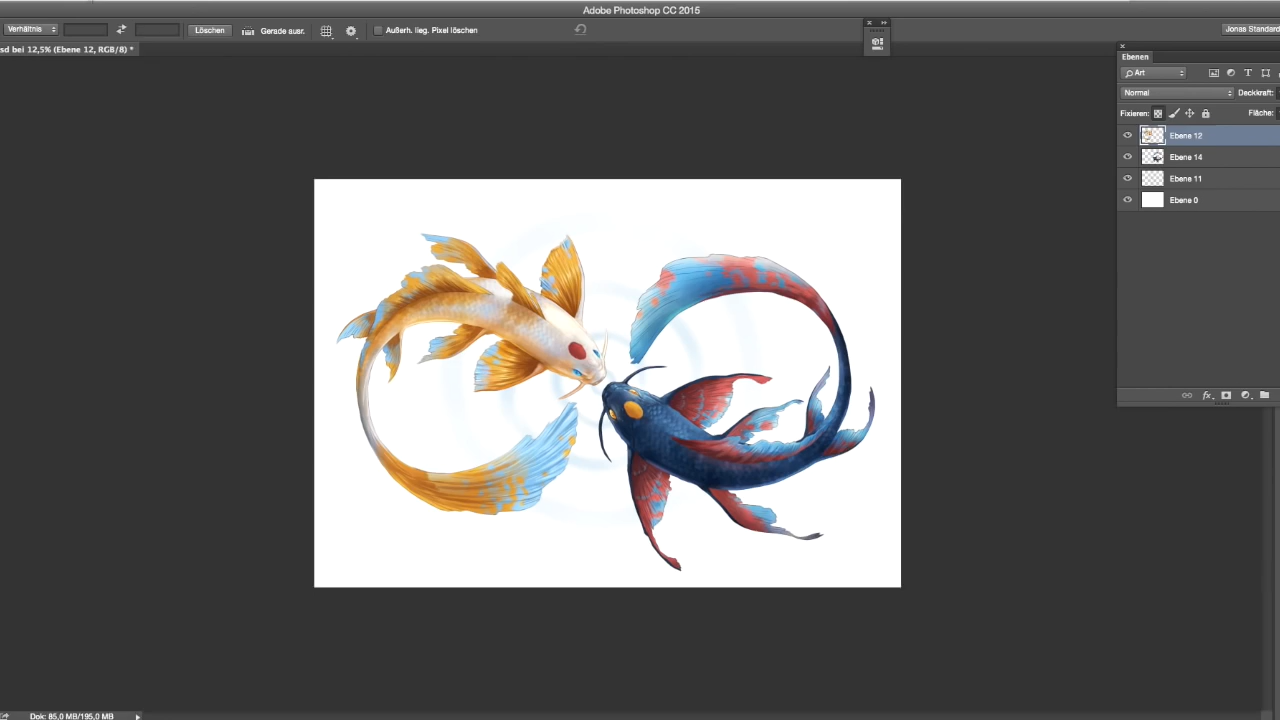 Adobe Photoshop CC 2015
Verhältnis
Löschen
Gerade ausr.
Außerh. lieg. Pixel löschen
Jonas Standard
sd bei 12,5% (Ebene 12, RGB/8) *
Ebenen
Art
Normal
Deckkraft:
Fixieren:
Fläche:
Ebene 12
Ebene 14
Ebene 11
Ebene 0
fx
Dok: 85,0 MB/195,0 MB